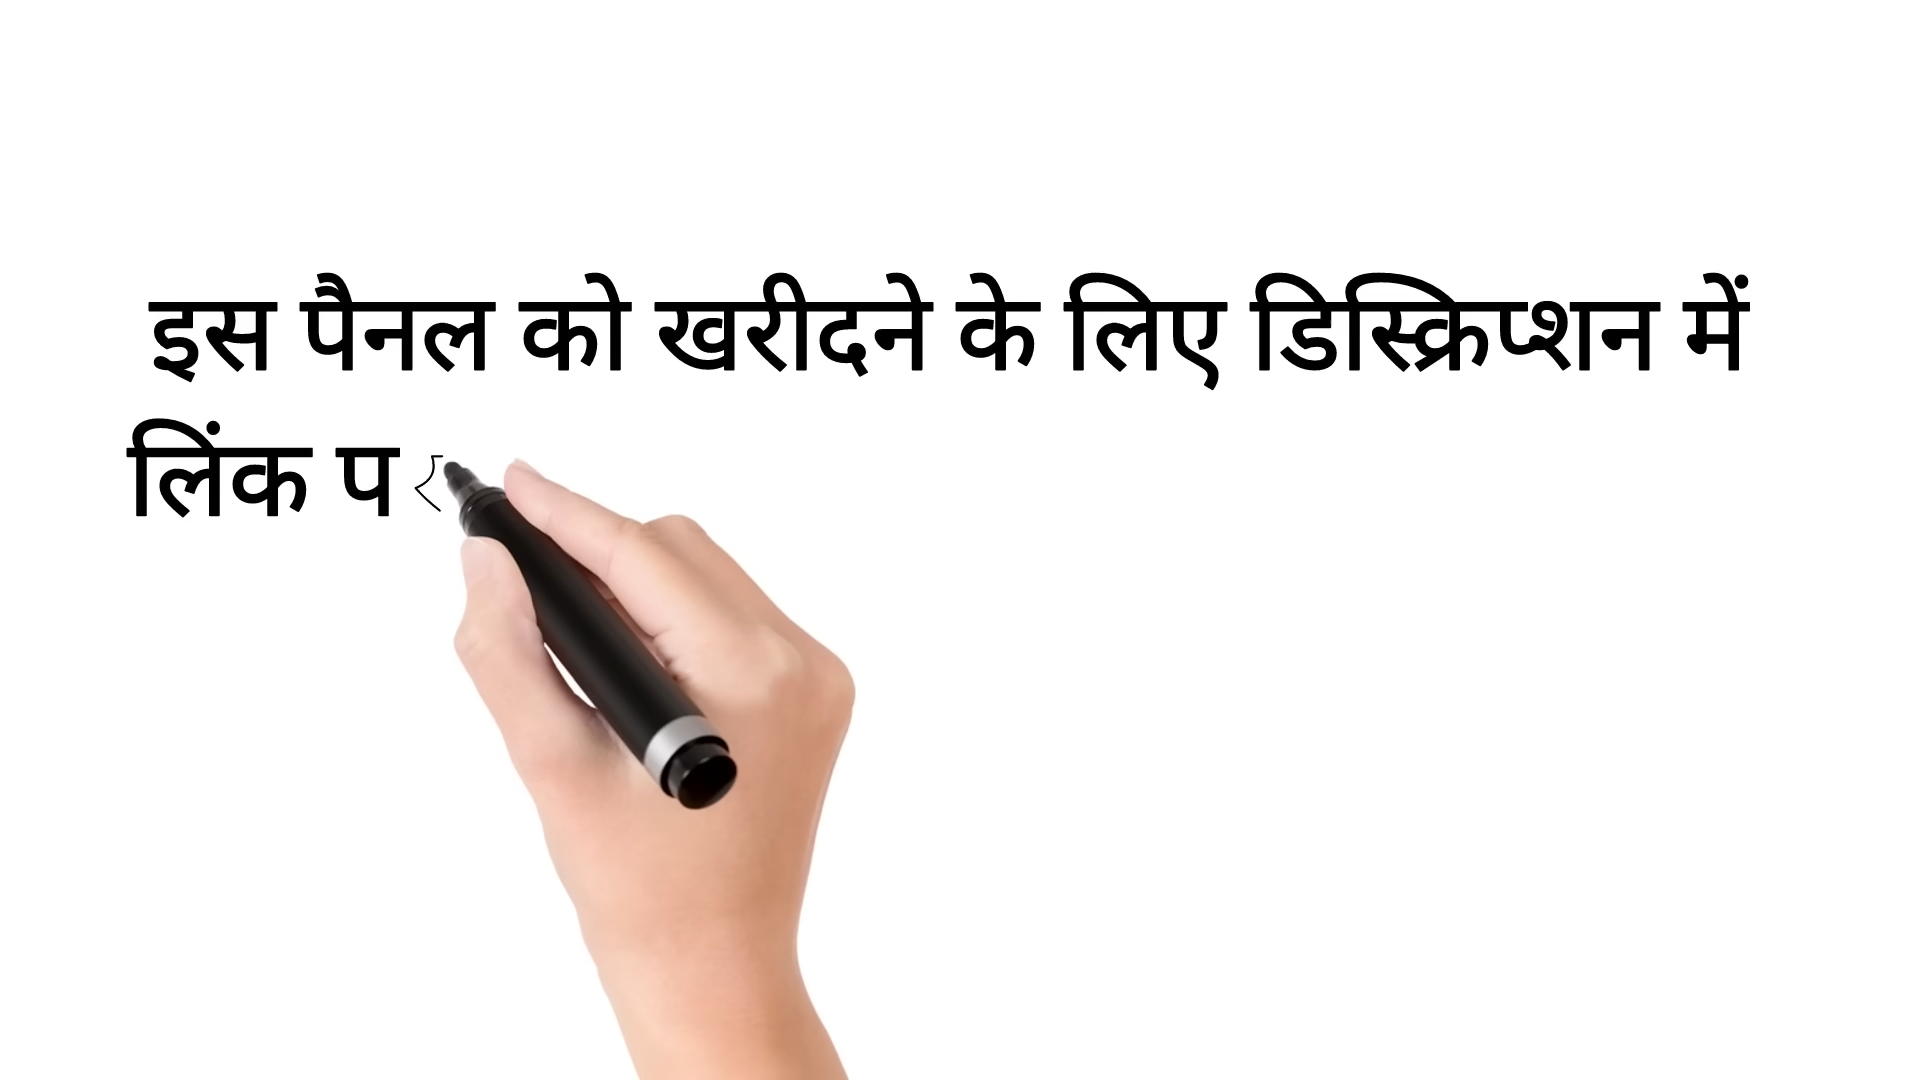 इस पैनल को खरीदने के लिए डिस्क्रिप्शन में
लिंक प